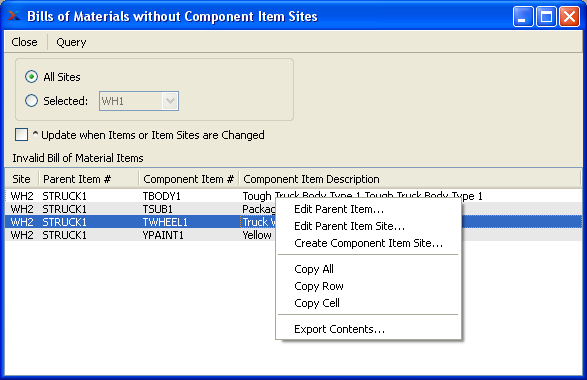 Bills of Materials without Component Item Sites
Close Query
All Sites
Selected: WH1
^ Update when Items or Item Sites are Changed
Invalid Bill of Material Items
Site Parent Item # Component Item # Component Item Description
WH2 STRUCK1 TBODY1 Tough Truck Body Type 1 Tough Truck Body Type 1
WH2 STRUCK1 TSUB1
WH2 STRUCK1 TWHEEL1 Truck
WH2 STRUCK1 YPAINT1 Yellow
Edit Parent Item...
Edit Parent Item Site...
Create Component Item Site...
Copy All
Copy Row
Copy Cell
Export Contents...